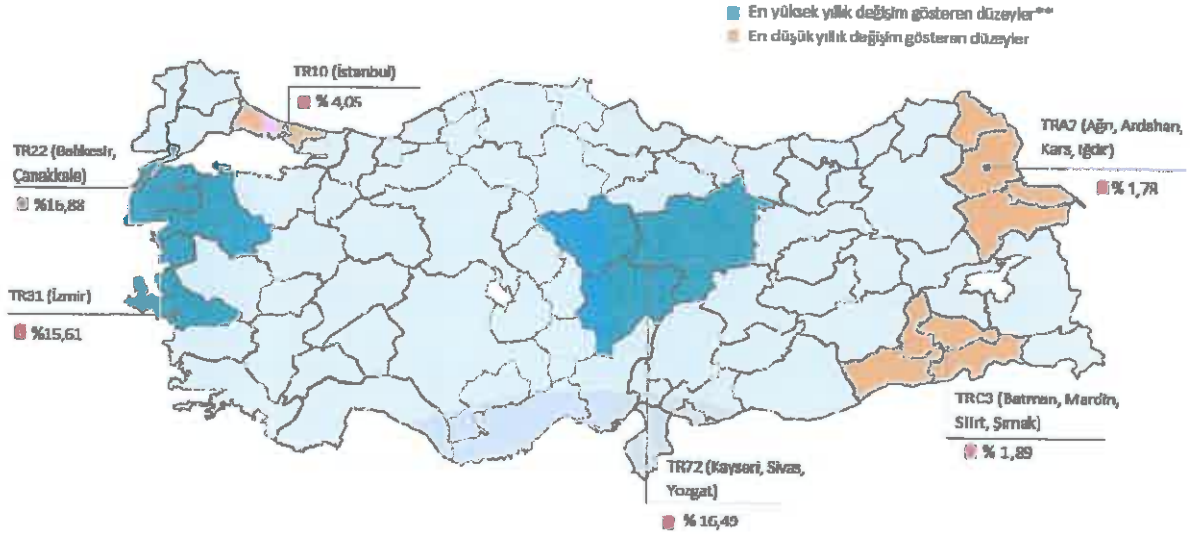 En yüksek yıllık değişim gösteren düzeyler**
En düşük yıllık değişim gösteren düzeyler
TR10 (İstanbul)
% 4,05
TR22 (Balıkesir,
Çanakkale)
%16,88
TR31 (İzmir)
%15,61
TRA2 (Ağrı, Ardahan,
Kars, Iğdır)
% 1,78
TRC3 (Batman, Mardin,
Siirt, Şırnak)
% 1,89
TR72 (Kayseri, Sivas,
Yozgat)
% 16,49